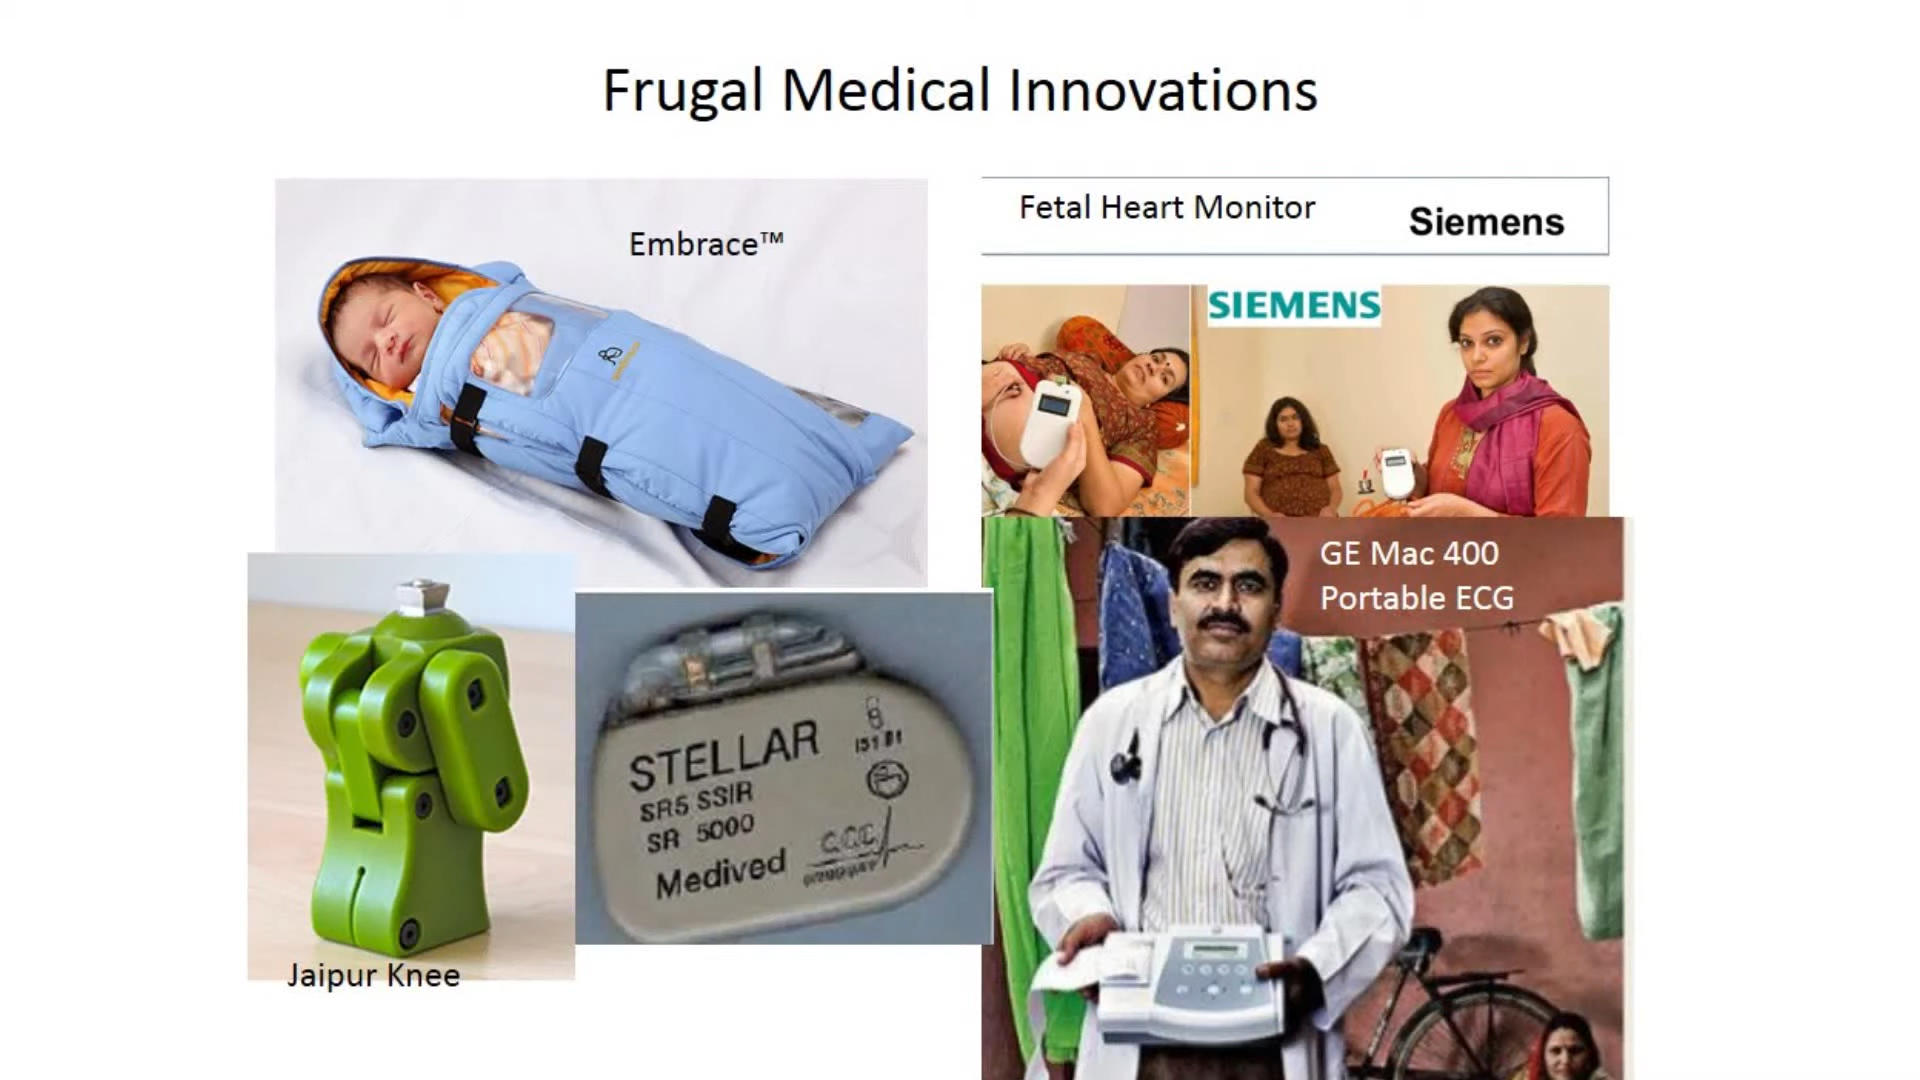 Frugal Medical Innovations
Embrace™
Fetal Heart Monitor
Siemens
SIEMENS
GE Mac 400
Portable ECG
STELLAR
SR5 SSIR
SR 5000
Medived
Jaipur Knee